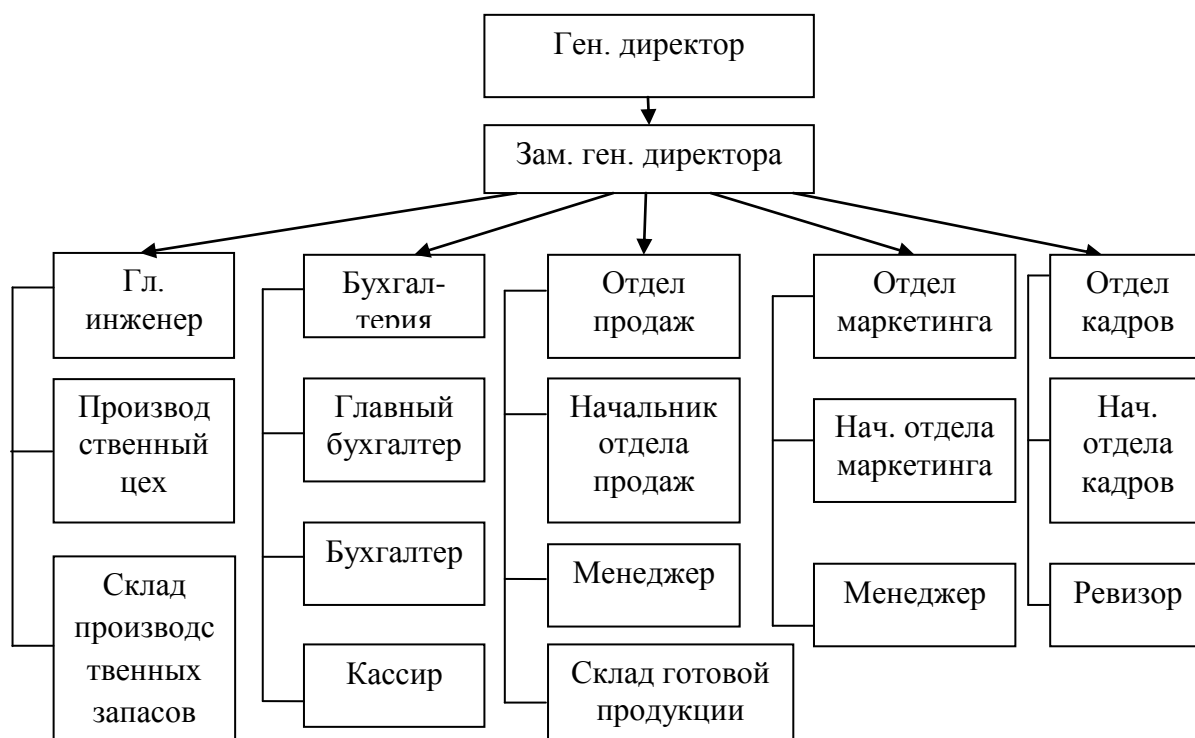 Ген. директор
Зам. ген. директора
Гл.
инженер
Бухгал-
терия
Отдел
продаж
Отдел
маркетинга
Отдел
кадров
Производ
ственный
цех
Главный
бухгалтер
Начальник
отдела
продаж
Нач. отдела
маркетинга
Нач.
отдела
кадров
Склад
производс
твенных
запасов
Бухгалтер
Менеджер
Менеджер
Ревизор
Кассир
Склад готовой
продукции